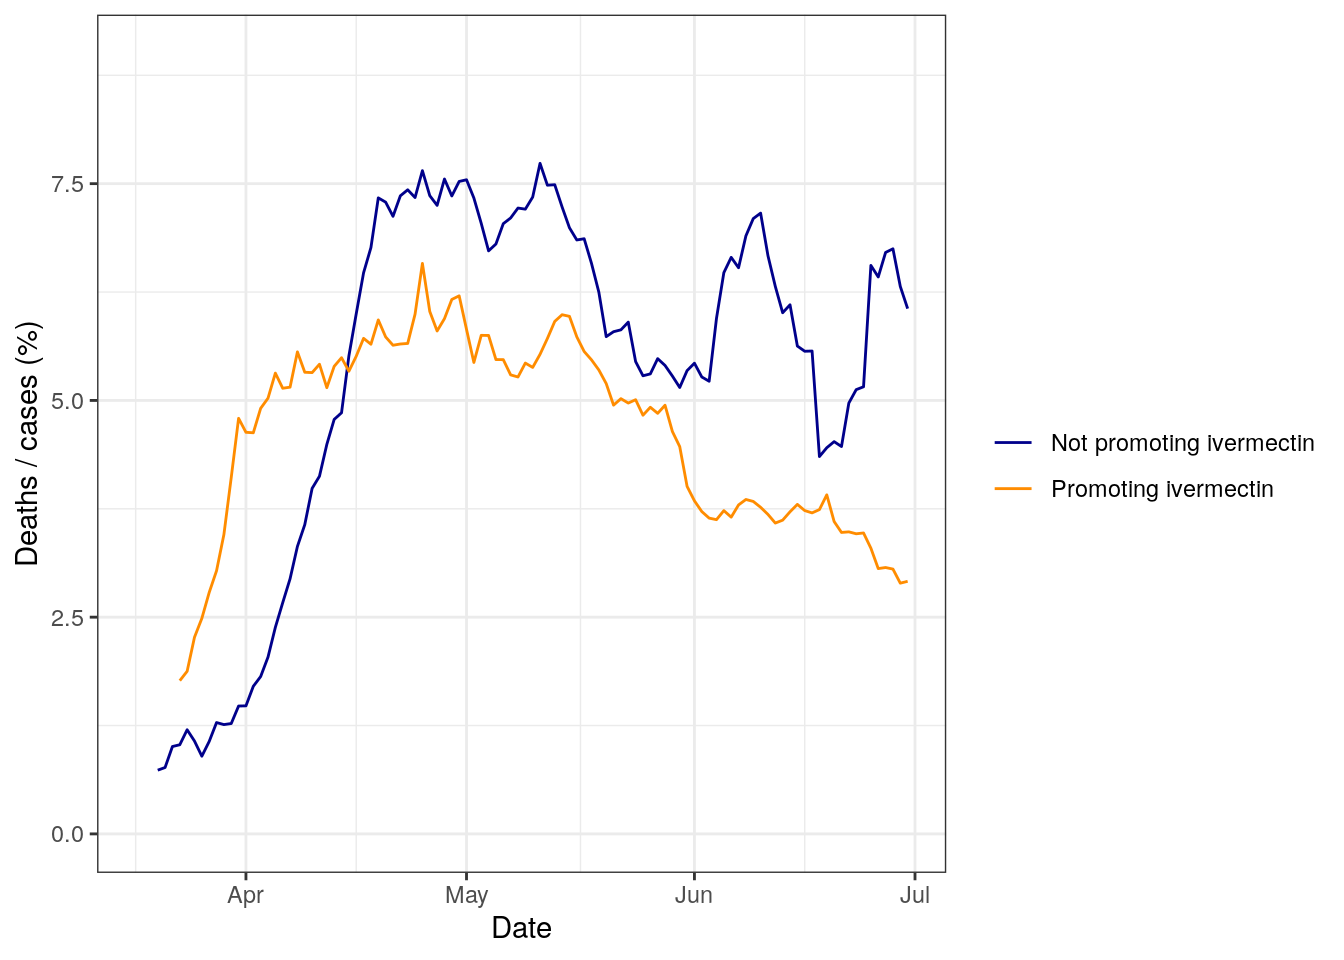 Deaths / cases (%)
7.5
5.0
2.5
0.0
Apr
May
Jun
Jul
Date
Not promoting ivermectin
Promoting ivermectin